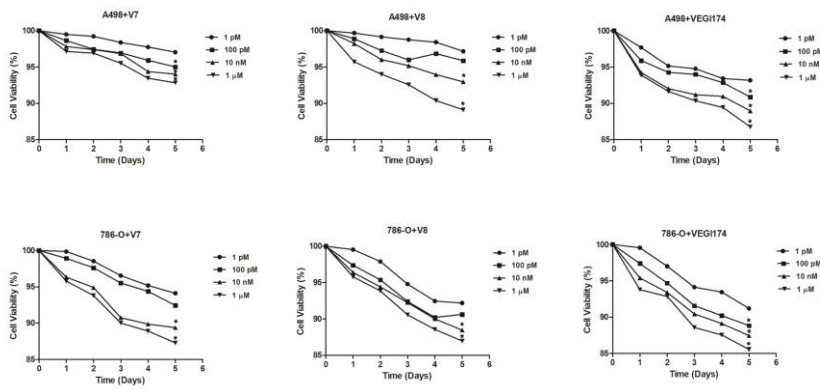 A498+V7
100
95
90
85
Cell Viability (%)
0 1 2 3 4 5 6
Time (Days)
1 pM
100 pM
10 nM
1 μM
*
*
*
A498+V8
100
95
90
85
Cell Viability (%)
0 1 2 3 4 5 6
Time (Days)
1 pM
100 pM
10 nM
1 μM
*
*
A498+VEGI174
100
95
90
85
Cell Viability (%)
0 1 2 3 4 5 6
Time (Days)
1 pM
100 pM
10 nM
1 μM
*
*
*
786-O+V7
100
95
90
85
Cell Viability (%)
0 1 2 3 4 5 6
Time (Days)
1 pM
100 pM
10 nM
1 μM
*
*
786-O+V8
100
95
90
85
Cell Viability (%)
0 1 2 3 4 5 6
Time (Days)
1 pM
100 pM
10 nM
1 μM
*
*
786-O+VEGI174
100
95
90
85
Cell Viability (%)
0 1 2 3 4 5 6
Time (Days)
1 pM
100 pM
10 nM
1 μM
*
*
*